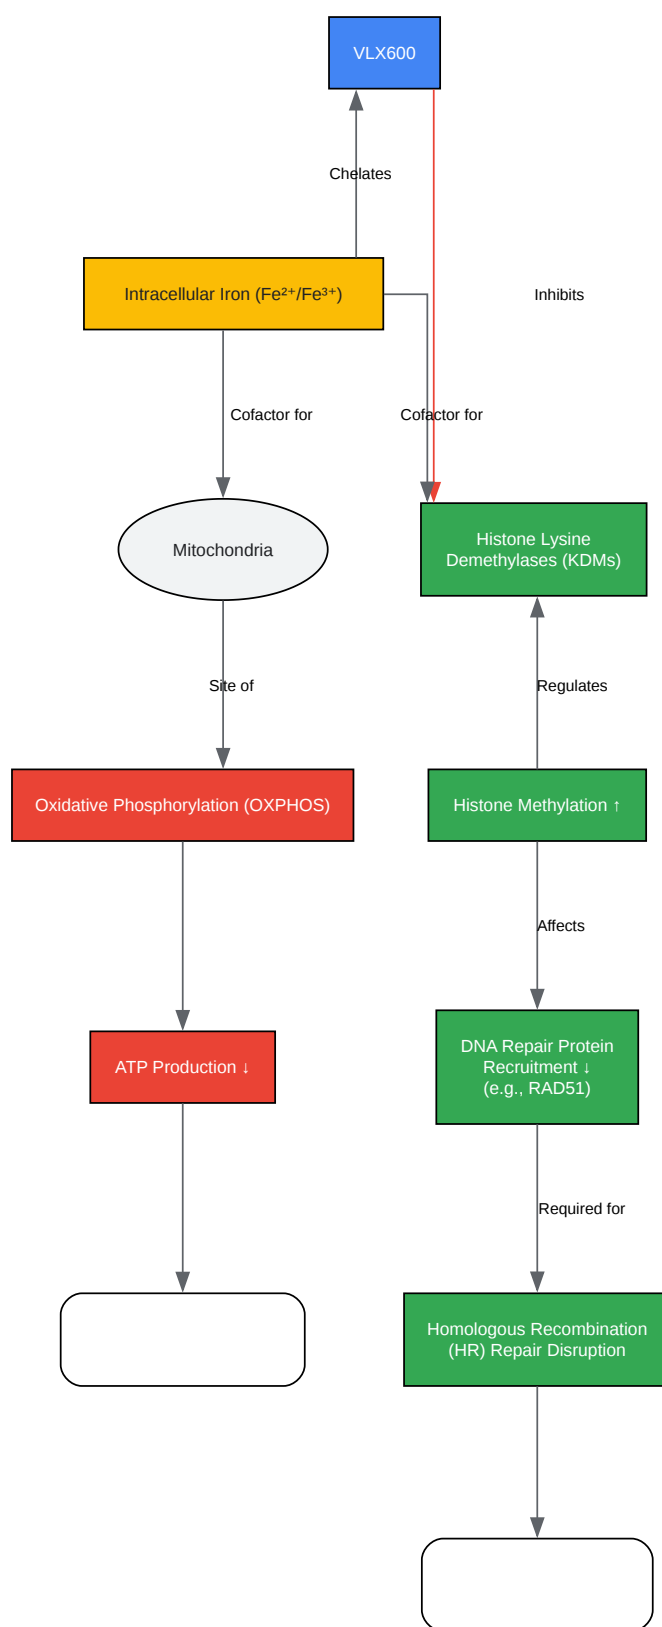 VLX600
Chelates
Intracellular Iron (Fe²⁺/Fe³⁺)
Inhibits
Cofactor for
Cofactor for
Mitochondria
Histone Lysine
Demethylases (KDMs)
Site of
Regulates
Oxidative Phosphorylation (OXPHOS)
Histone Methylation ↑
Affects
ATP Production ↓
DNA Repair Protein
Recruitment ↓
(e.g., RAD51)
Required for
Homologous Recombination
(HR) Repair Disruption